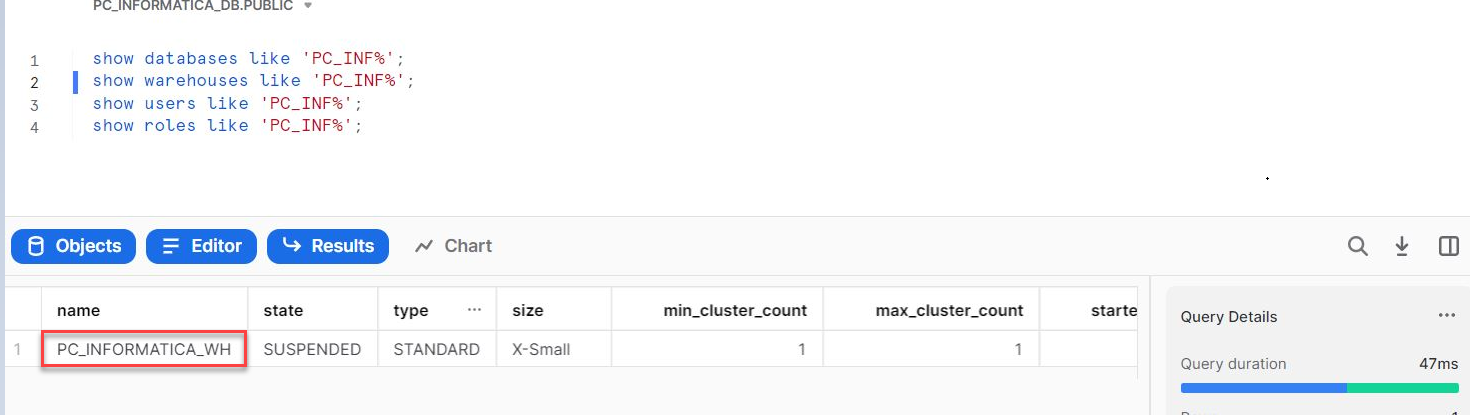 PC_INFORMATICA_DB.PUBLIC
1 show databases like 'PC_INF%';
2 show warehouses like 'PC_INF%';
3 show users like 'PC_INF%';
4 show roles like 'PC_INF%';
Objects Editor Results Chart
name state type ... size min_cluster_count max_cluster_count starte
1 PC_INFORMATICA_WH SUSPENDED STANDARD X-Small 1 1
Query Details ...
Query duration 47ms